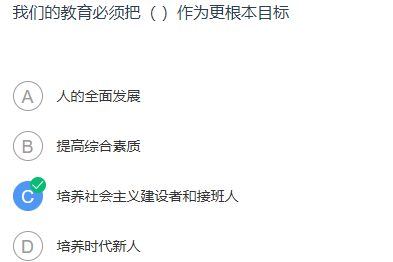 我们的教育必须把（ ）作为更根本目标
A 人的全面发展
B 提高综合素质
C 培养社会主义建设者和接班人
D 培养时代新人